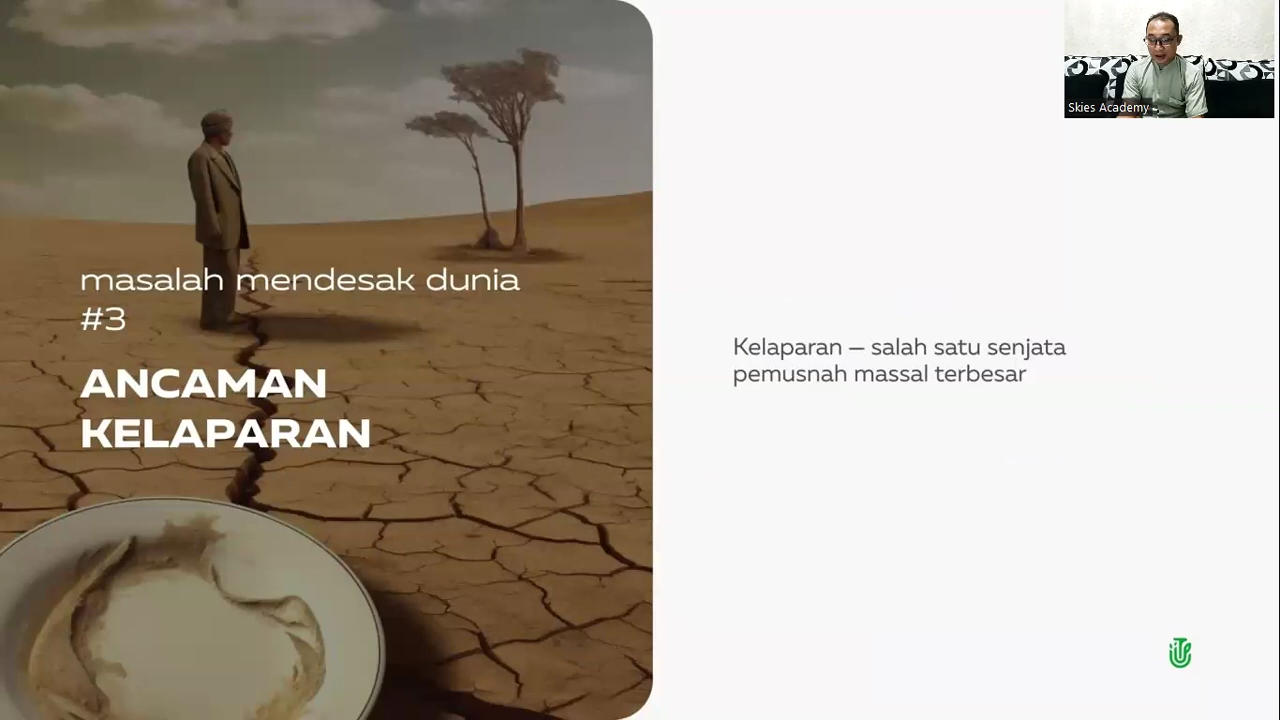 masalah mendesak dunia
#3
ANCAMAN
KELAPARAN
Kelaparan – salah satu senjata
pemusnah massal terbesar
Skies Academy